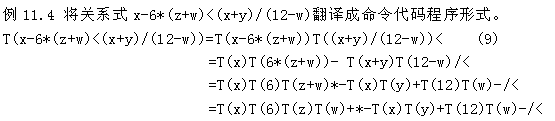 例 11.4 将关系式 x-6*(z+w)<(x+y)/(12-w)翻译成命令代码程序形式。
T(x-6*(z+w)<(x+y)/(12-w))=T(x-6*(z+w))T((x+y)/(12-w))< (9)
=T(x)T(6*(z+w))- T(x+y)T(12-w)/<
=T(x)T(6)T(z+w)*-T(x)T(y)+T(12)T(w)-/<
=T(x)T(6)T(z)T(w)+*-T(x)T(y)+T(12)T(w)-/<